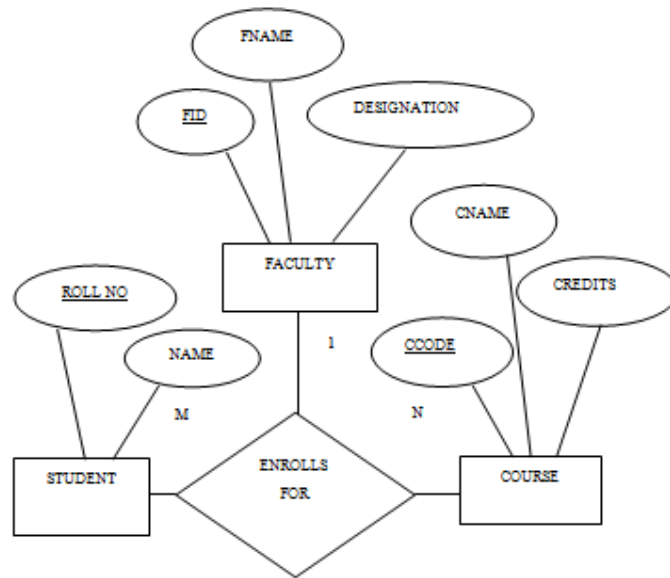 FNAME
FID
DESIGNATION
CNAME
FACULTY
CREDITS
ROLL NO
NAME
1
CCODE
M
N
STUDENT
ENROLLS
FOR
COURSE